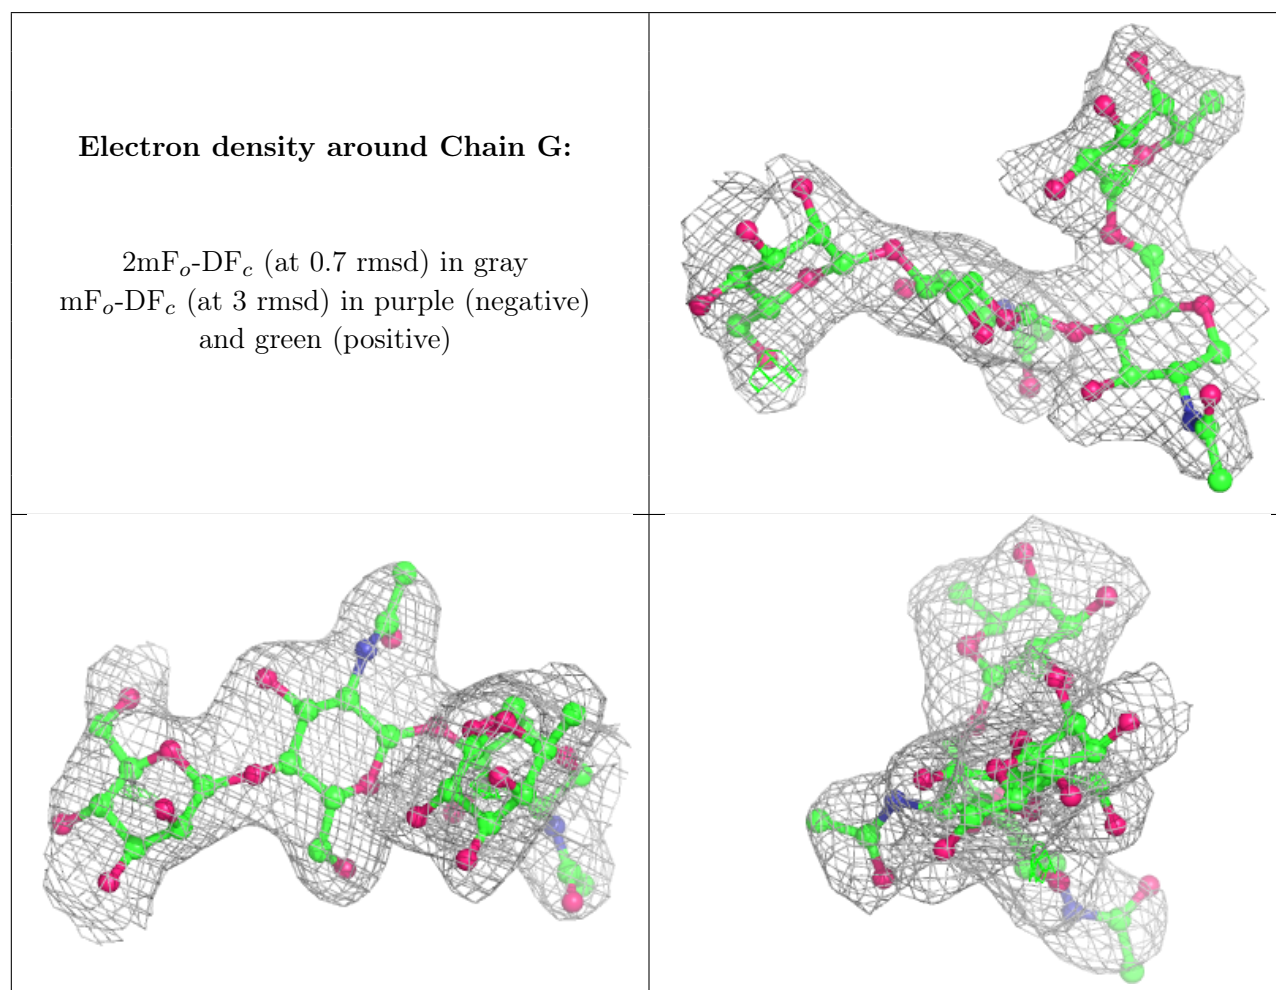 Electron density around Chain G:
2mFo-DFc (at 0.7 rmsd) in gray
mFo-DFc (at 3 rmsd) in purple (negative)
and green (positive)